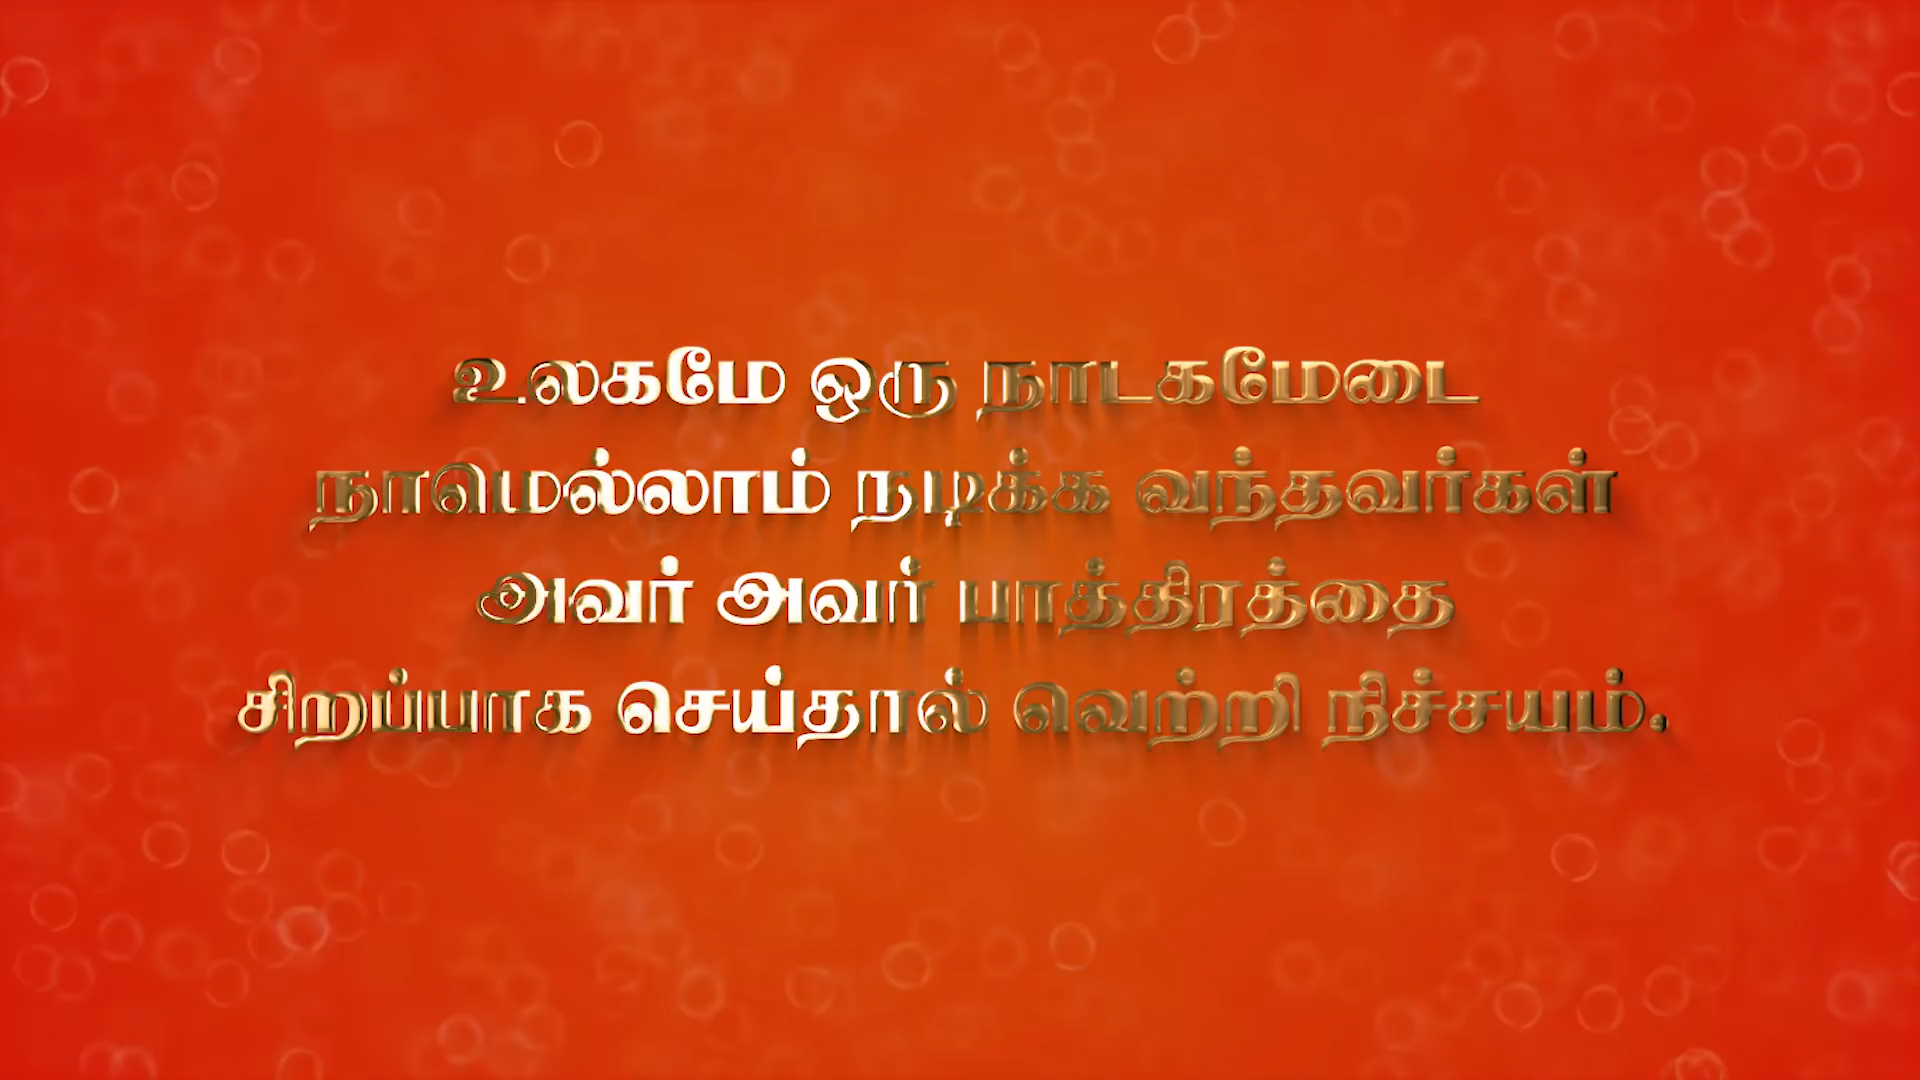 உலகமே ஒரு நாடகமேடை
நாமெல்லாம் நடிக்க வந்தவர்கள்
அவர் அவர் பாத்திரத்தை
சிறப்பாக செய்தால் வெற்றி நிச்சயம்.